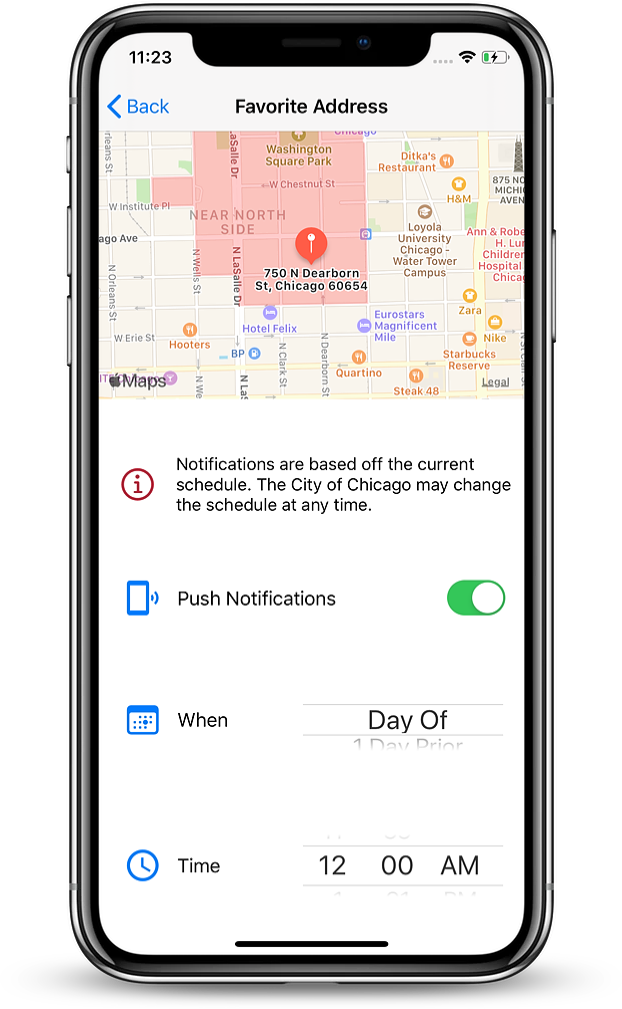 11:23
Back
Favorite Address
Washington
Square Park
LaSalle Dr
Chicago
Ditka's
Restaurant
W Chestnut St
H&M
875 NO
MICHI
AVEN
W Institute Pl
NEAR NORTH
SIDE
Loyola
University
Chicago -
Water Tower
Campus
ago Ave
Ann & Robe
H. Lur
Children
Hospital
Chicag
N Wells St
N LaSalle Dr
N Orleans St
750 N Dearborn
St, Chicago 60654
Zara
Hotel Felix
Eurostars
Magnificent
Mile
Nike
W Erie St
Hooters
BP
N Clark St
N Dearborn St
Starbucks
Reserve
Quartino
Steak 48
Maps
Legal
Notifications are based off the current
schedule. The City of Chicago may change
the schedule at any time.
Push Notifications
When
Day Of
1 Day Prior
Time
12 00 AM